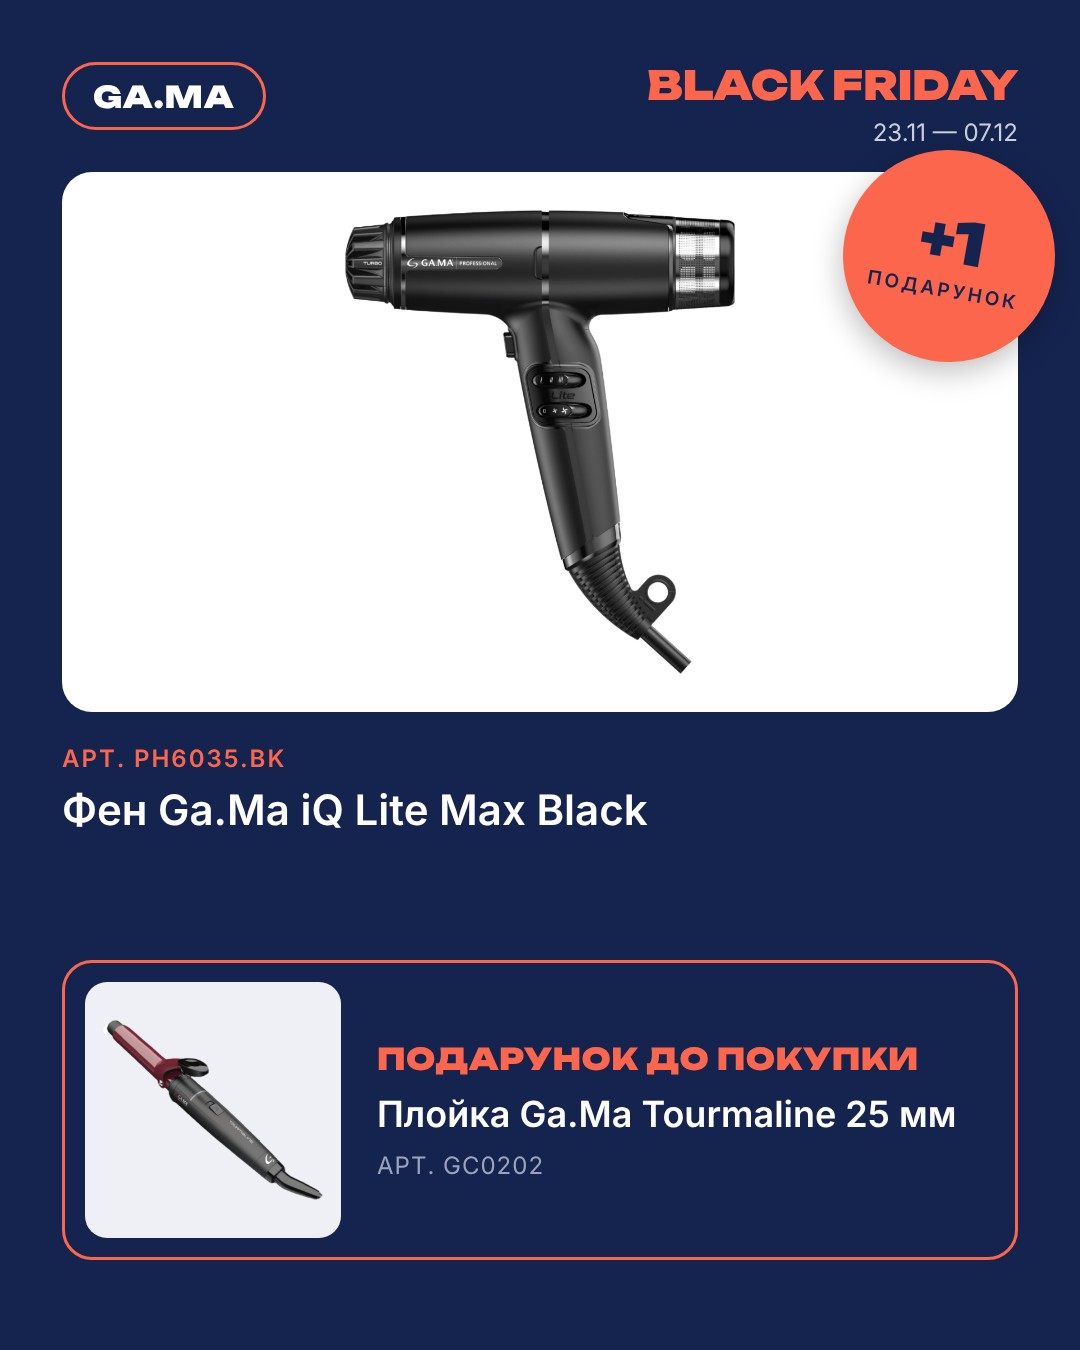 GA.MA
BLACK FRIDAY
23.11 — 07.12
+1
ПОДАРУНОК
TURBO
GA.MA PROFESSIONAL
Lite
АРТ. PH6035.BK
Фен Ga.Ma iQ Lite Max Black
ПОДАРУНОК ДО ПОКУПКИ
Плойка Ga.Ma Tourmaline 25 мм
АРТ. GC0202